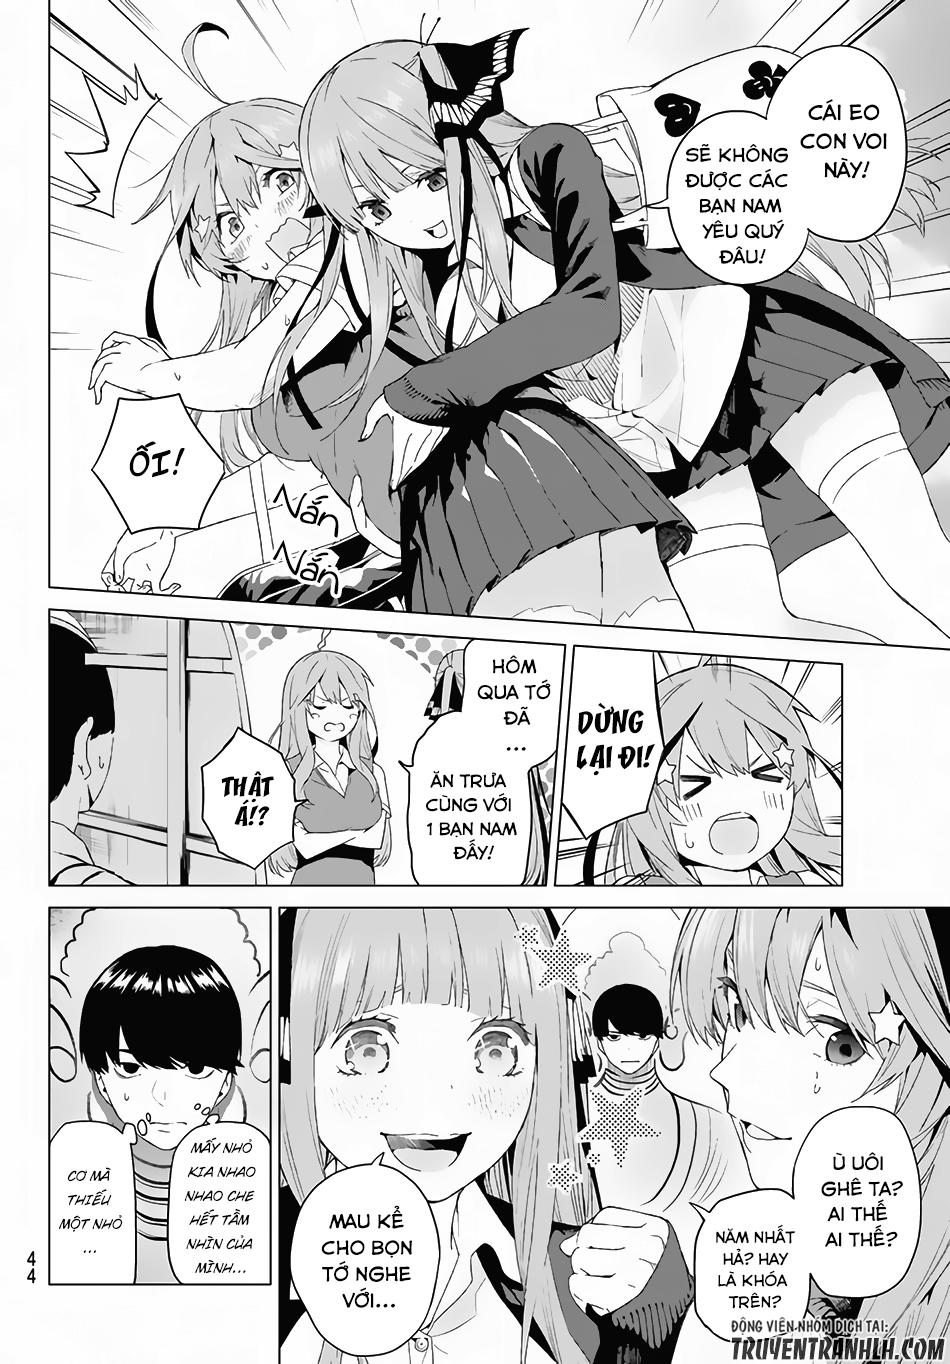 CÁI EO
CON VOI
NÀY!
SẼ KHÔNG
ĐƯỢC CÁC
BẠN NAM
YÊU QUÝ
ĐÂU!
ỐI!
NẮN
NẮN
DỪNG
LẠI ĐI!
HÔM
QUA TỚ
ĐÃ
...
ĂN TRƯA
CÙNG VỚI
1 BẠN NAM
ĐẤY!
THẬT
Á!?
Ũ UÔI
GHÊ TA?
AI THẾ
AI THẾ?
NĂM NHẤT
HẢ? HAY
LÀ KHÓA
TRÊN?
MAU KỂ
CHO BỌN
TỚ NGHE
VỚI...
MẤY NHỎ
KIA NHAO
NHAO CHE
HẾT TẦM
NHÌN CỦA
MÌNH...
CƠ MÀ
THIẾU
MỘT NHỎ
...
44
ĐỘNG VIÊN NHÓM DỊCH TẠI:
TRUYENTRANHLH.COM